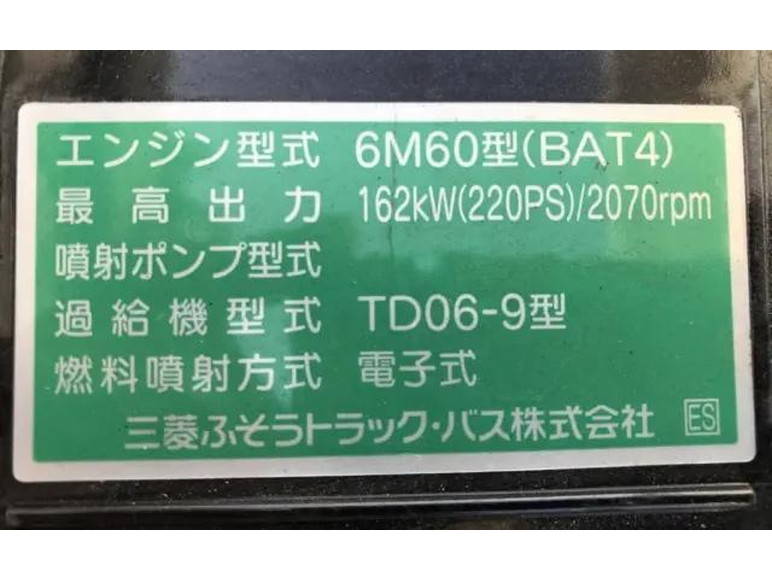 エンジン型式 6M60型(BAT4)
最高出力 162kW(220PS)/2070rpm
噴射ポンプ型式
過給機型式 TD06-9型
燃料噴射方式 電子式
三菱ふそうトラック・バス株式会社 ES